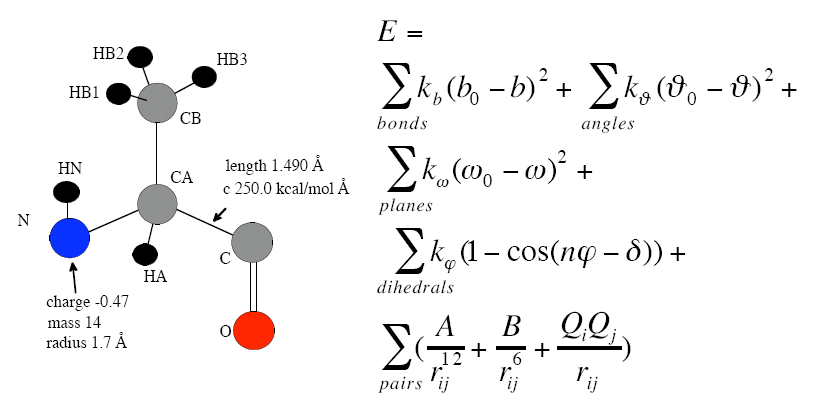 HB2
HB3
HB1
CB
length 1.490 Å
c 250.0 kcal/mol Å
HN
CA
N
C
HA
charge -0.47
mass 14
radius 1.7 Å
O
E =
∑ k_b (b_0 − b)^2 + ∑ k_ϑ (ϑ_0 − ϑ)^2 +
bonds angles
∑ k_ω (ω_0 − ω)^2 +
planes
∑ k_φ (1 − cos(nφ − δ)) +
dihedrals
∑ (A/r_ij^12 + B/r_ij^6 + Q_iQ_j/r_ij)
pairs